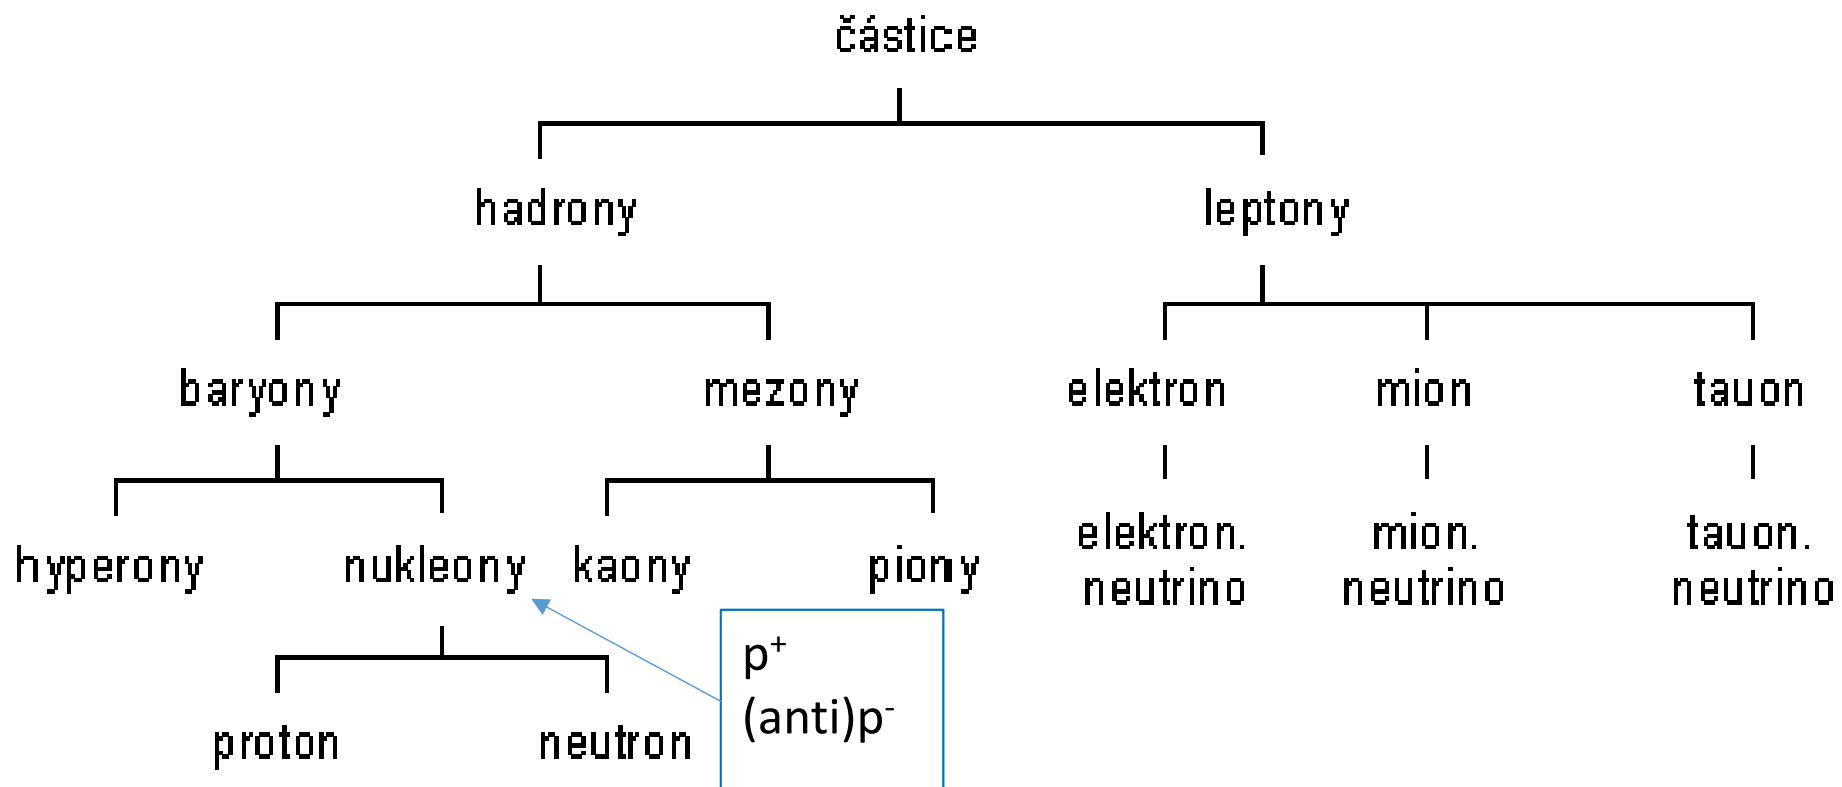 částice
hadrony leptony
baryony mezony elektron mion tauon
hyperony nukleony kaony piony
elektron. mion. tauon.
neutrino neutrino neutrino
p⁺
(anti)p⁻
proton neutron